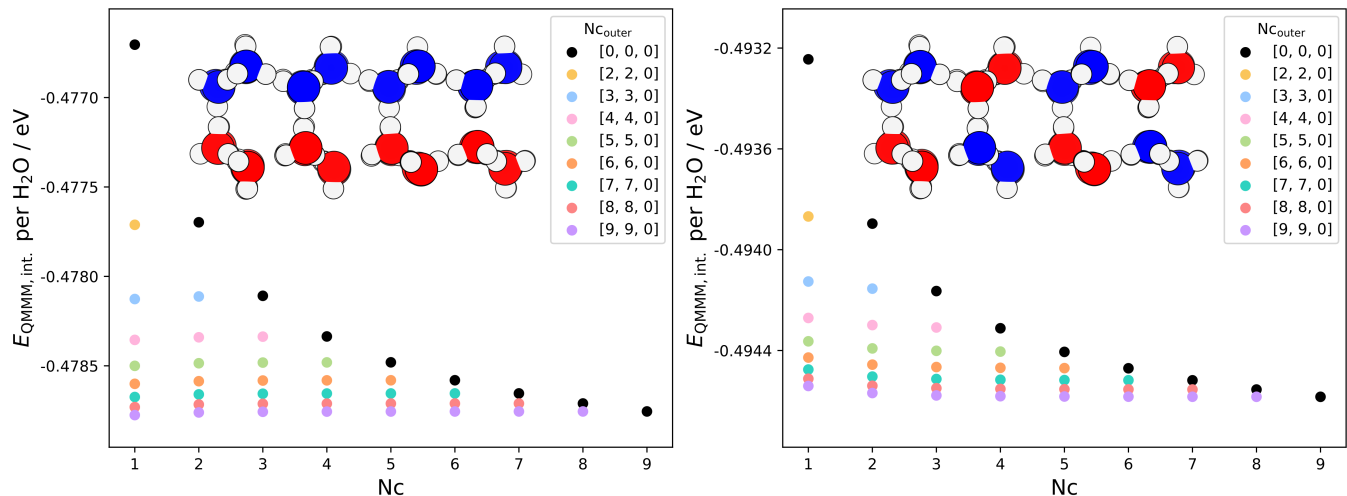 -0.4770
-0.4775
-0.4780
-0.4785
E_QMMM, int. per H₂O / eV
1 2 3 4 5 6 7 8 9
Nc
Nc_outer
[0, 0, 0]
[2, 2, 0]
[3, 3, 0]
[4, 4, 0]
[5, 5, 0]
[6, 6, 0]
[7, 7, 0]
[8, 8, 0]
[9, 9, 0]
-0.4932
-0.4936
-0.4940
-0.4944
E_QMMM, int. per H₂O / eV
1 2 3 4 5 6 7 8 9
Nc
Nc_outer
[0, 0, 0]
[2, 2, 0]
[3, 3, 0]
[4, 4, 0]
[5, 5, 0]
[6, 6, 0]
[7, 7, 0]
[8, 8, 0]
[9, 9, 0]